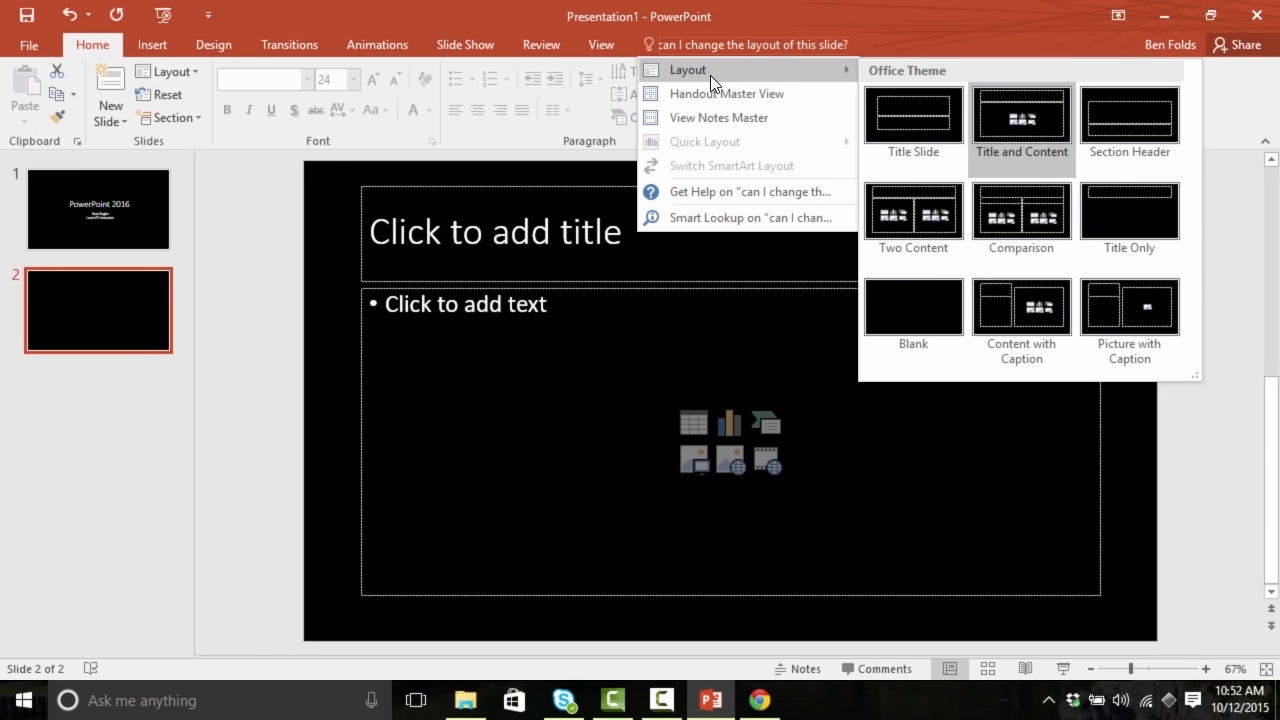 Presentation1 - PowerPoint
File Home Insert Design Transitions Animations Slide Show Review View can I change the layout of this slide? Ben Folds Share
Paste
New
Slide
Layout
Reset
Section
24
B I U S abc AV Aa A
Clipboard Slides Font Paragraph
Layout
Handout Master View
View Notes Master
Quick Layout
Switch SmartArt Layout
Get Help on "can I change th...
Smart Lookup on "can I chan...
Office Theme
Title Slide Title and Content Section Header
Two Content Comparison Title Only
Blank Content with Caption Picture with Caption
1
PowerPoint 2016
2
Click to add title
• Click to add text
Slide 2 of 2 Notes Comments 67%
Ask me anything
10:52 AM
10/12/2015